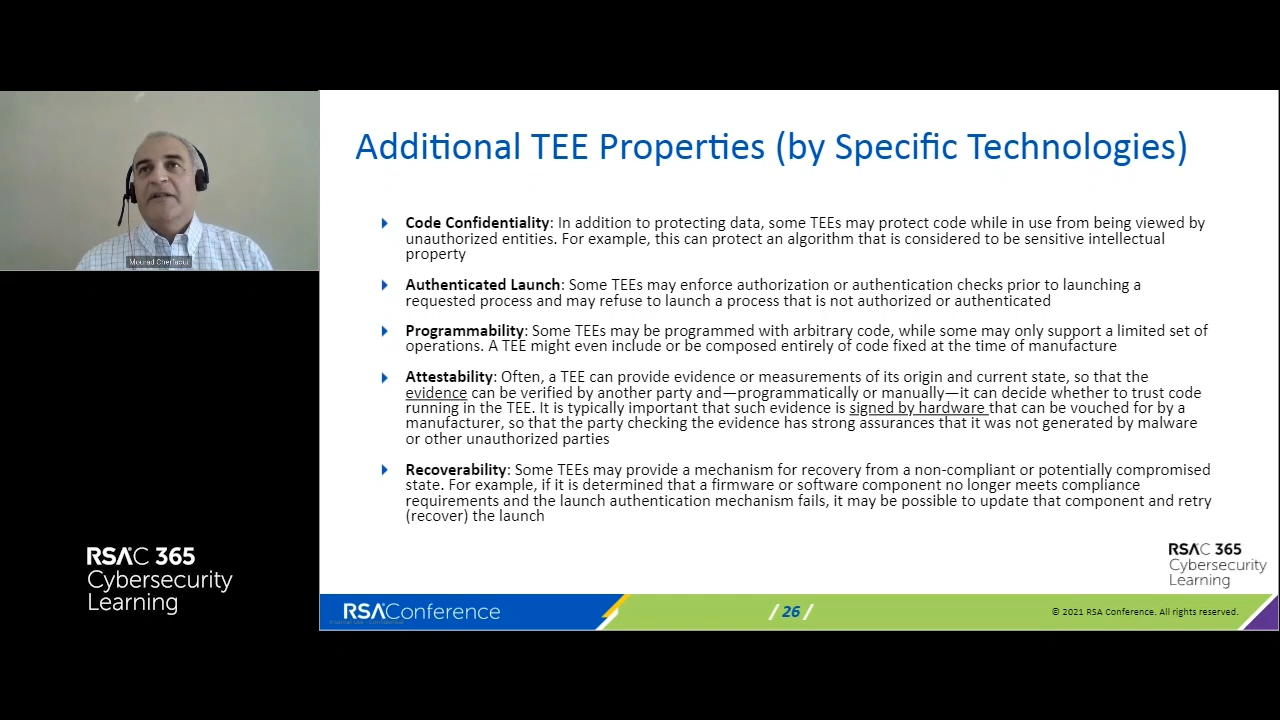 Additional TEE Properties (by Specific Technologies)
Code Confidentiality: In addition to protecting data, some TEEs may protect code while in use from being viewed by
unauthorized entities. For example, this can protect an algorithm that is considered to be sensitive intellectual
property
Authenticated Launch: Some TEEs may enforce authorization or authentication checks prior to launching a
requested process and may refuse to launch a process that is not authorized or authenticated
Programmability: Some TEEs may be programmed with arbitrary code, while some may only support a limited set of
operations. A TEE might even include or be composed entirely of code fixed at the time of manufacture
Attestability: Often, a TEE can provide evidence or measurements of its origin and current state, so that the
evidence can be verified by another party and—programmatically or manually—it can decide whether to trust code
running in the TEE. It is typically important that such evidence is signed by hardware that can be vouched for by a
manufacturer, so that the party checking the evidence has strong assurances that it was not generated by malware
or other unauthorized parties
Recoverability: Some TEEs may provide a mechanism for recovery from a non-compliant or potentially compromised
state. For example, if it is determined that a firmware or software component no longer meets compliance
requirements and the launch authentication mechanism fails, it may be possible to update that component and retry
(recover) the launch
Mourad Cherfaoui
RSAC 365
Cybersecurity
Learning
RSAC 365
Cybersecurity
Learning
RSAConference
Internal Use - Confidential
/ 26 /
© 2021 RSA Conference. All rights reserved.